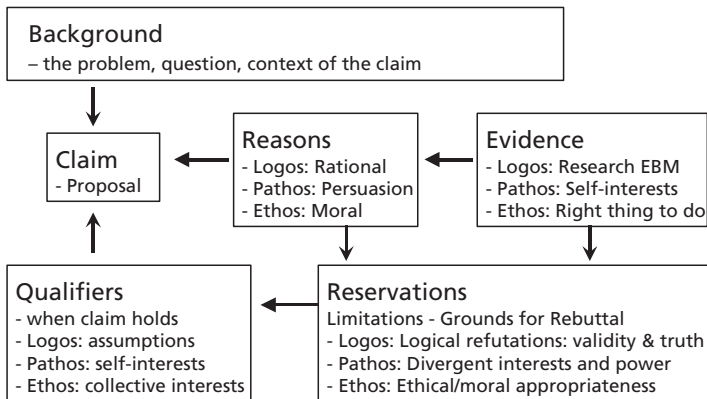 Background
– the problem, question, context of the claim
Claim
- Proposal
Reasons
- Logos: Rational
- Pathos: Persuasion
- Ethos: Moral
Evidence
- Logos: Research EBM
- Pathos: Self-interests
- Ethos: Right thing to do
Qualifiers
- when claim holds
- Logos: assumptions
- Pathos: self-interests
- Ethos: collective interests
Reservations
Limitations - Grounds for Rebuttal
- Logos: Logical refutations: validity & truth
- Pathos: Divergent interests and power
- Ethos: Ethical/moral appropriateness